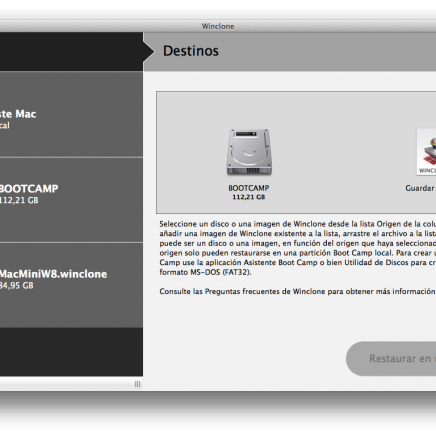 Winclone
Destinos
ste Mac
cal
BOOTCAMP
112,21 GB
MacMiniW8.winclone
34,95 GB
BOOTCAMP
112,21 GB
WINCL
Guardar
Seleccione un disco o una imagen de Winclone desde la lista Origen de la colu
añadir una imagen de Winclone existente a la lista, arrastre el archivo a la list
puede ser un disco o una imagen, en función del origen que haya seleccionad
origen solo pueden restaurarse en una partición Boot Camp local. Para crear u
Camp use la aplicación Asistente Boot Camp o bien Utilidad de Discos para cr
formato MS-DOS (FAT32).
Consulte las Preguntas frecuentes de Winclone para obtener más información
Restaurar en